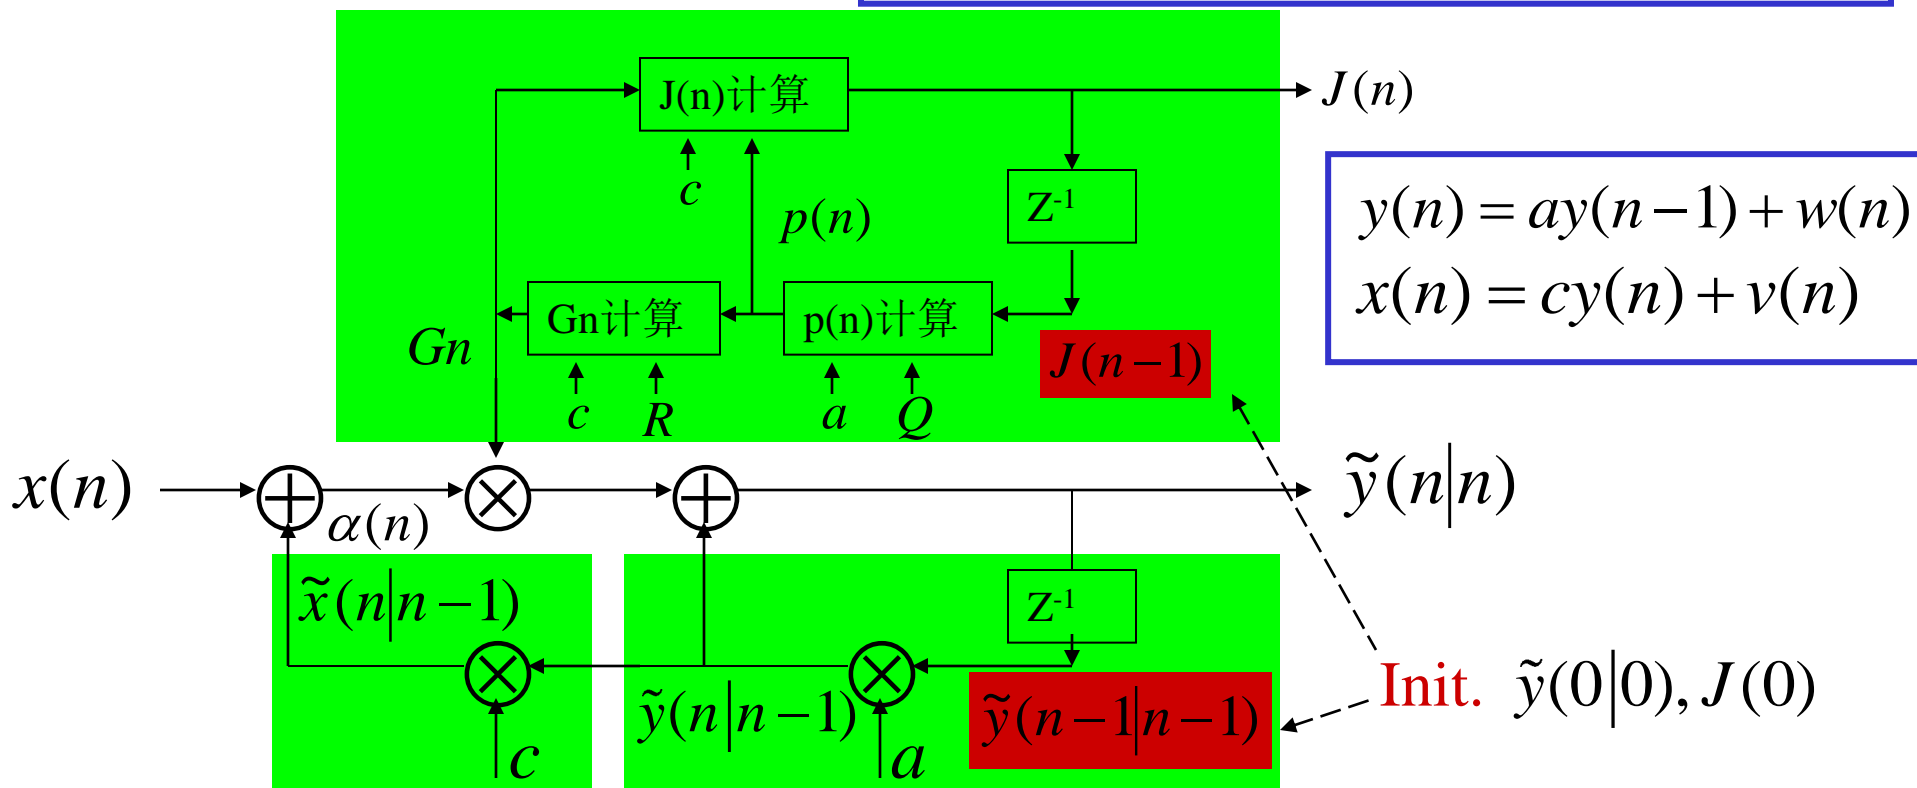 J(n)计算
J(n)
c
p(n)
Z-1
y(n) = ay(n−1) + w(n)
x(n) = cy(n) + v(n)
Gn
Gn计算
p(n)计算
J(n−1)
c
R
a
Q
x(n)
α(n)
ỹ(n|n)
x̃(n|n−1)
Z-1
ỹ(n|n−1)
ỹ(n−1|n−1)
Init. ỹ(0|0), J(0)
c
a